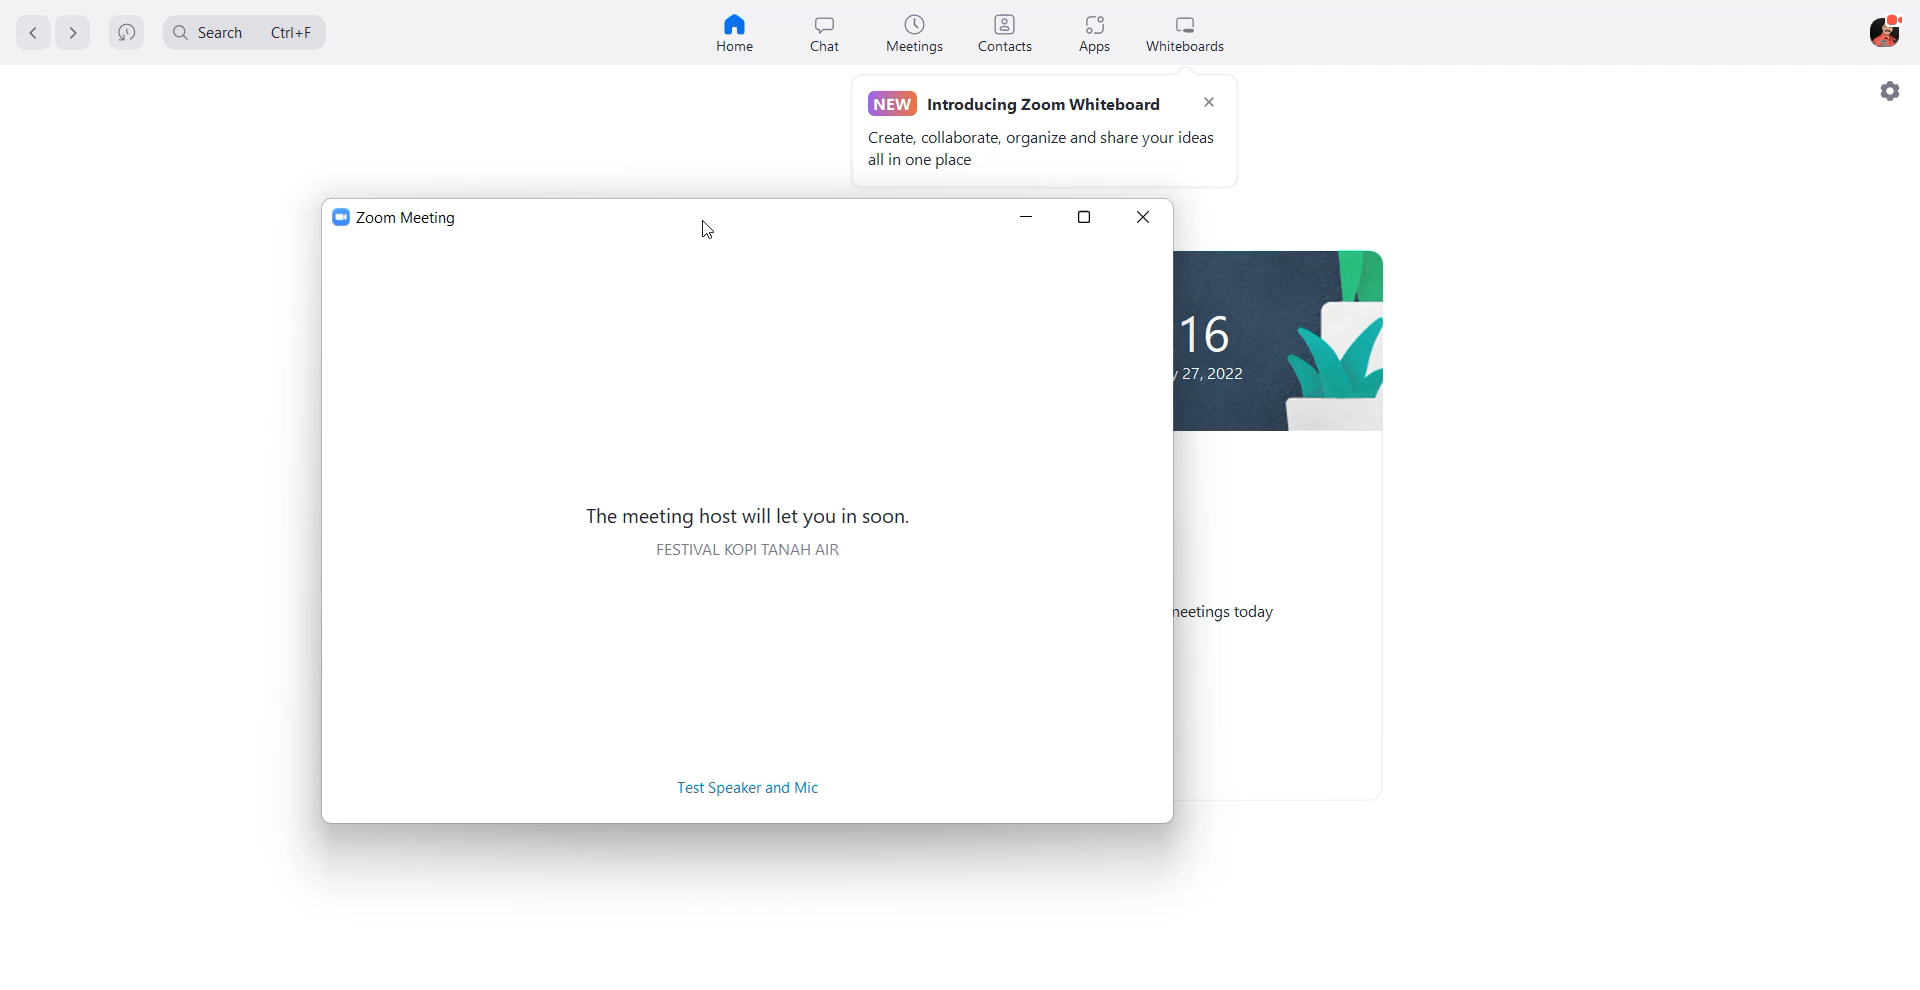 Search Ctrl+F
Home
Chat
Meetings
Contacts
Apps
Whiteboards
NEW Introducing Zoom Whiteboard
Create, collaborate, organize and share your ideas
all in one place
Zoom Meeting
:16
27, 2022
The meeting host will let you in soon.
FESTIVAL KOPI TANAH AIR
today
Test Speaker and Mic